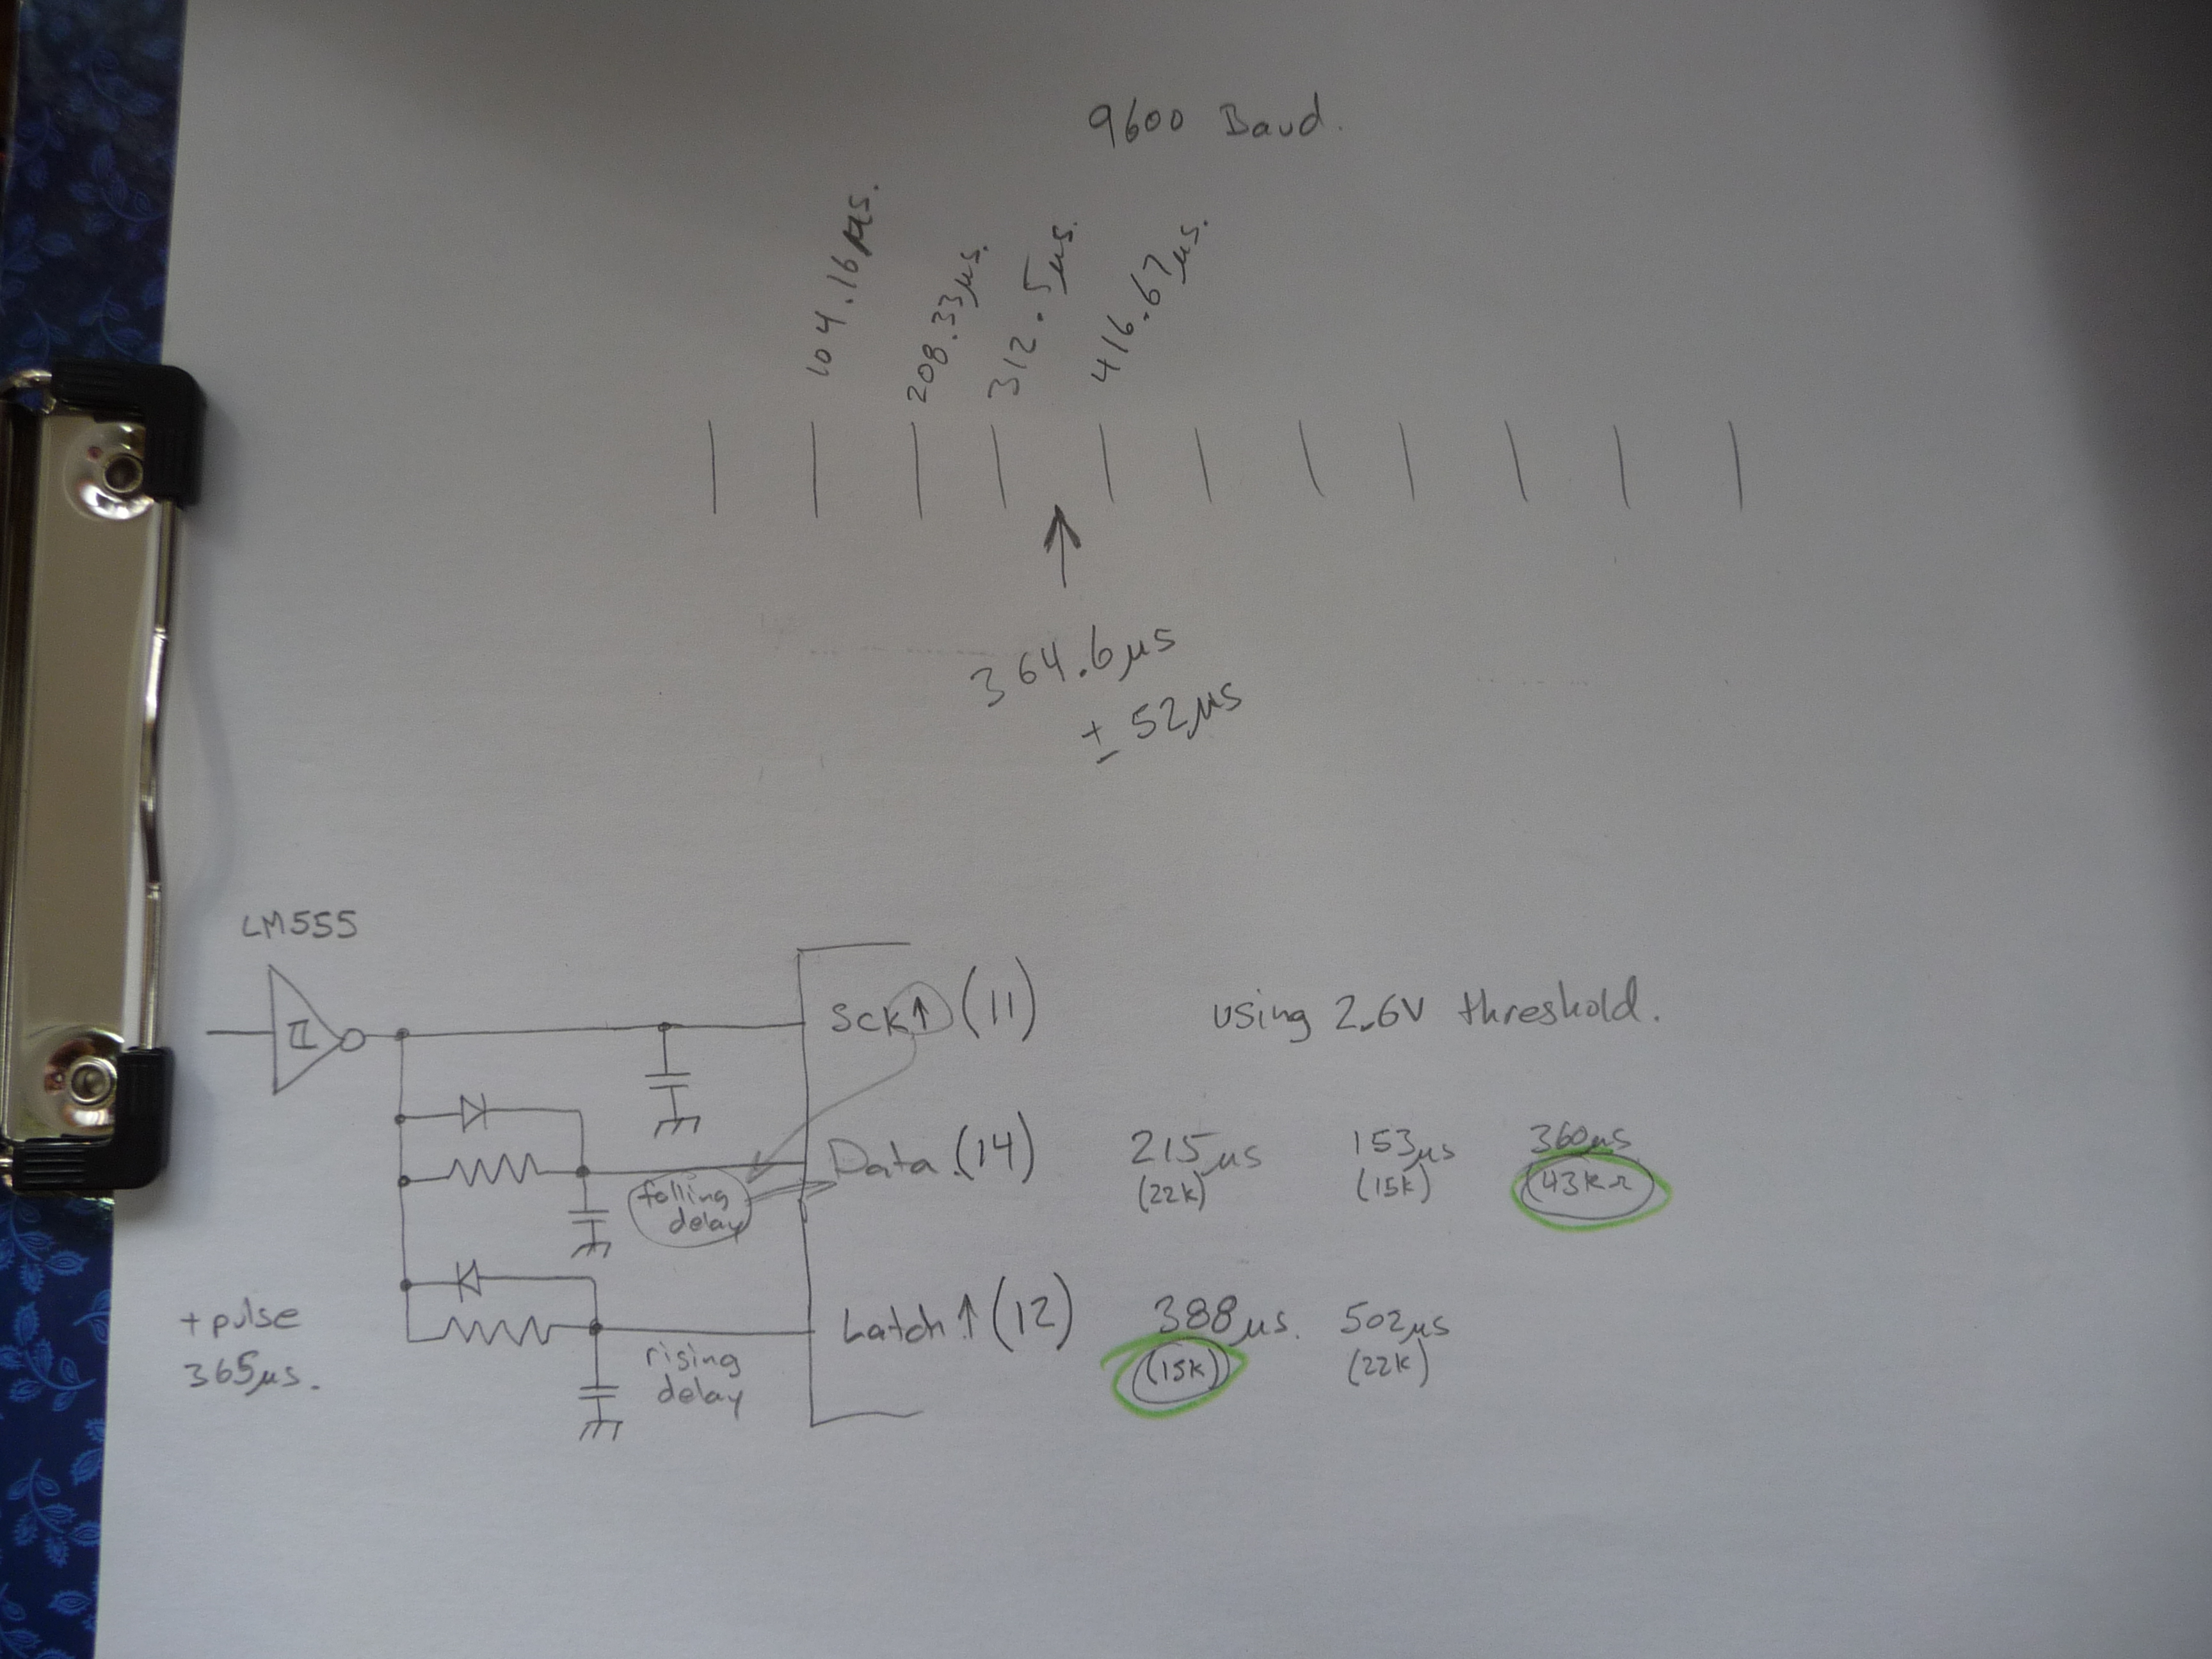 9600 Baud.
104.16µs.
208.33µs.
312.5µs.
416.67µs.
364.6µs
± 52µs
LM555
SCK↑ (11)
using 2.6V threshold.
Data (14)
215µs
(22K)
153µs
(15K)
360µs
(43KΩ)
falling
delay
Latch↑ (12)
388µs.
(15K)
502µs
(22K)
+pulse
365µs.
rising
delay